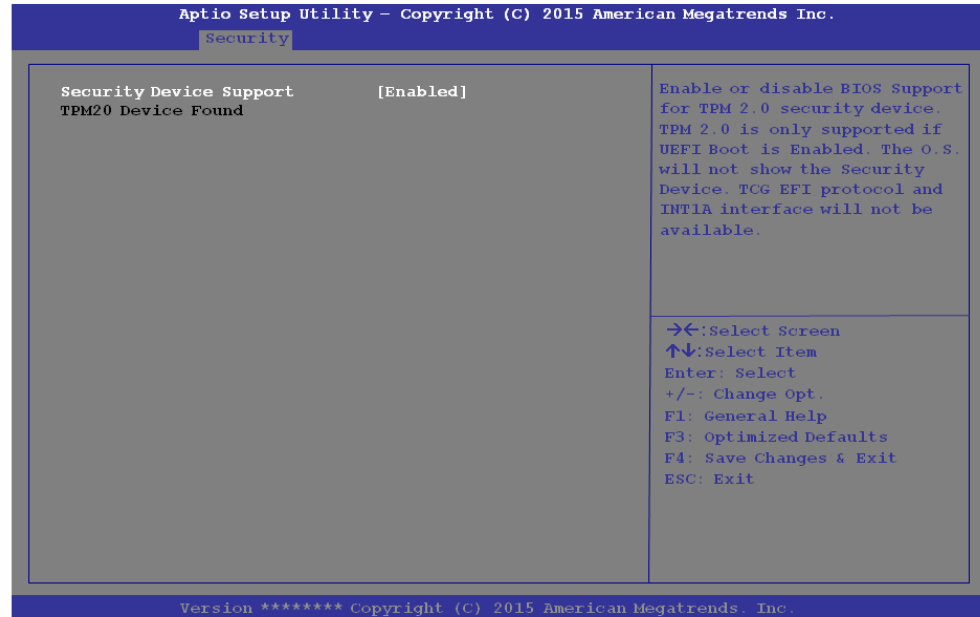 Aptio Setup Utility – Copyright (C) 2015 American Megatrends Inc.
Security
Security Device Support [Enabled]
TPM20 Device Found
Enable or disable BIOS Support
for TPM 2.0 security device.
TPM 2.0 is only supported if
UEFI Boot is Enabled. The O.S.
will not show the Security
Device. TCG EFI protocol and
INT1A interface will not be
available.
→←:Select Screen
↑↓:Select Item
Enter: Select
+/-: Change Opt.
F1: General Help
F3: Optimized Defaults
F4: Save Changes & Exit
ESC: Exit
Version ******** Copyright (C) 2015 American Megatrends. Inc.